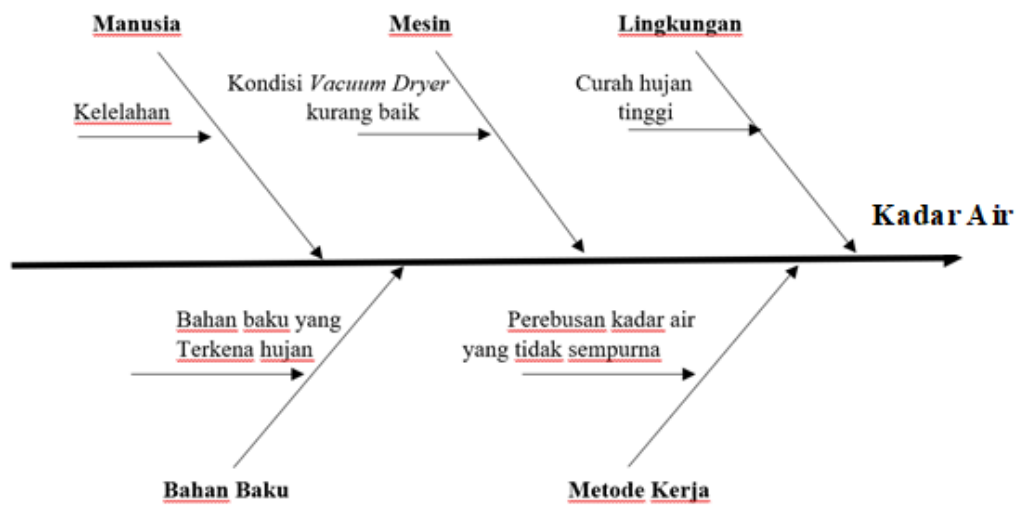 Manusia
Mesin
Lingkungan
Kelelahan
Kondisi Vacuum Dryer
kurang baik
Curah hujan
tinggi
Kadar Air
Bahan baku yang
Terkena hujan
Perebusan kadar air
yang tidak sempurna
Bahan Baku
Metode Kerja